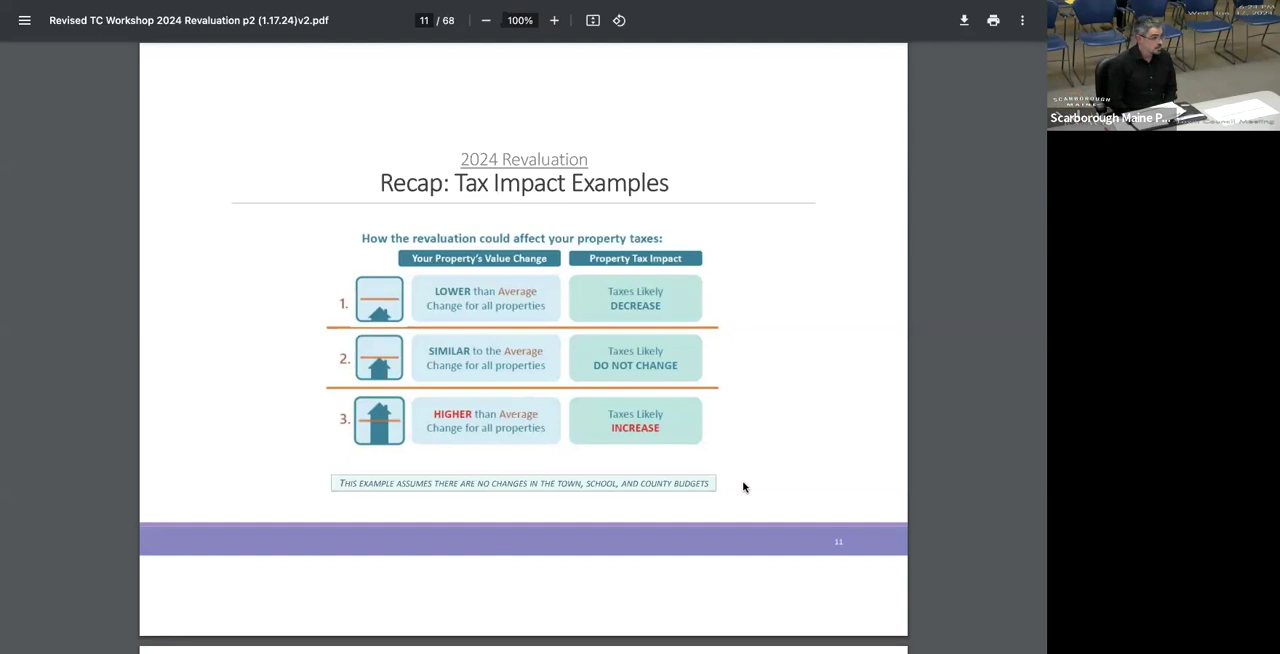 Revised TC Workshop 2024 Revaluation p2 (1.17.24)v2.pdf
11 / 68
100%
2024 Revaluation
Recap: Tax Impact Examples
How the revaluation could affect your property taxes:
Your Property's Value Change
Property Tax Impact
1.
LOWER than Average
Change for all properties
Taxes Likely
DECREASE
2.
SIMILAR to the Average
Change for all properties
Taxes Likely
DO NOT CHANGE
3.
HIGHER than Average
Change for all properties
Taxes Likely
INCREASE
THIS EXAMPLE ASSUMES THERE ARE NO CHANGES IN THE TOWN, SCHOOL, AND COUNTY BUDGETS
11
SCARBOROUGH
MAINE
Scarborough Maine P...
Council Meeting